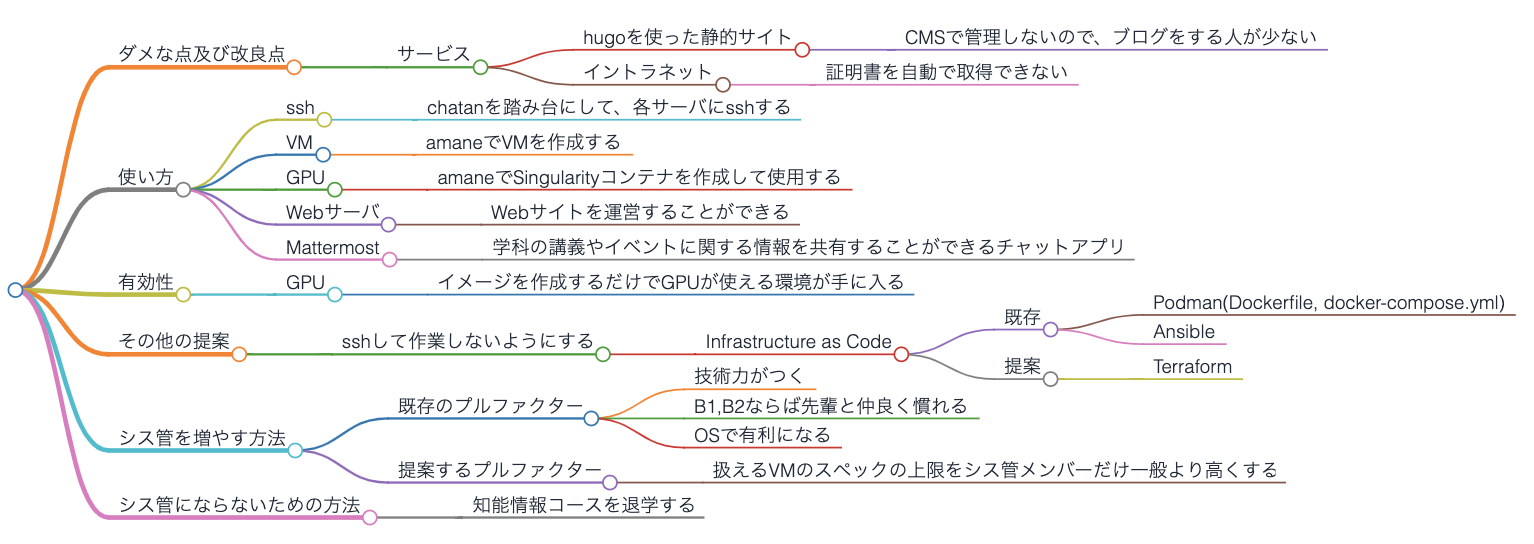 ダメな点及び改良点
サービス
hugoを使った静的サイト
CMSで管理しないので、ブログをする人が少ない
イントラネット
証明書を自動で取得できない
使い方
ssh
chatanを踏み台にして、各サーバにsshする
VM
amaneでVMを作成する
GPU
amaneでSingularityコンテナを作成して使用する
Webサーバ
Webサイトを運営することができる
Mattermost
学科の講義やイベントに関する情報を共有することができるチャットアプリ
有効性
GPU
イメージを作成するだけでGPUが使える環境が手に入る
その他の提案
sshして作業しないようにする
Infrastructure as Code
既存
Podman(Dockerfile, docker-compose.yml)
Ansible
提案
Terraform
シス管を増やす方法
既存のプルファクター
技術力がつく
B1,B2ならば先輩と仲良く慣れる
OSで有利になる
提案するプルファクター
扱えるVMのスペックの上限をシス管メンバーだけ一般より高くする
シス管にならないための方法
知能情報コースを退学する